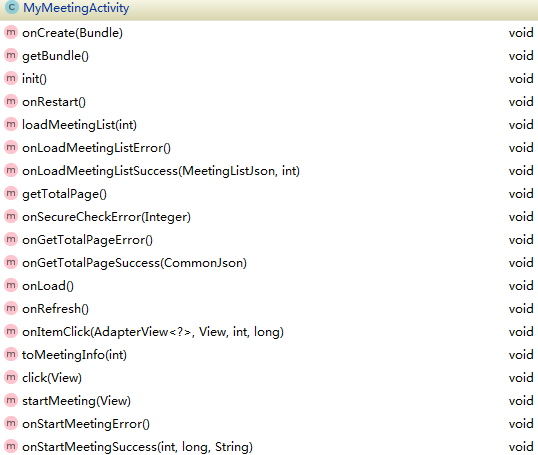 C MyMeetingActivity
m onCreate(Bundle) void
m getBundle() void
m init() void
m onRestart() void
m loadMeetingList(int) void
m onLoadMeetingListError() void
m onLoadMeetingListSuccess(MeetingListJson, int) void
m getTotalPage() void
m onSecureCheckError(Integer) void
m onGetTotalPageError() void
m onGetTotalPageSuccess(CommonJson) void
m onLoad() void
m onRefresh() void
m onItemClick(AdapterView<?>, View, int, long) void
m toMeetingInfo(int) void
m click(View) void
m startMeeting(View) void
m onStartMeetingError() void
m onStartMeetingSuccess(int, long, String) void